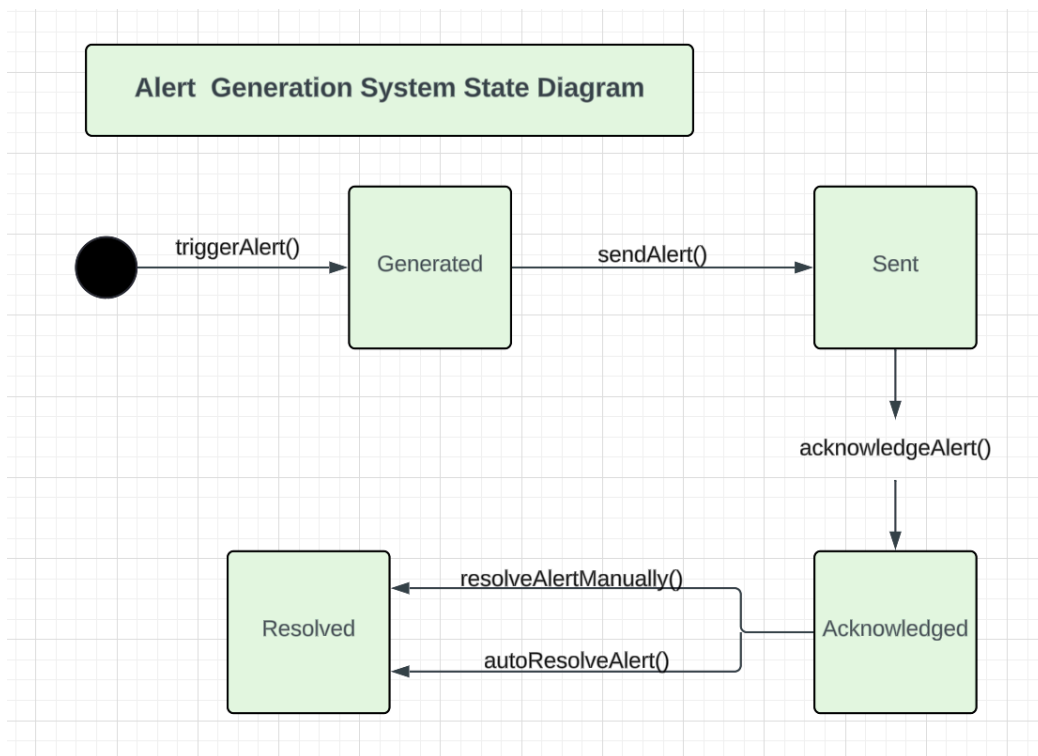 Alert  Generation System State Diagram
triggerAlert()
Generated
sendAlert()
Sent
acknowledgeAlert()
resolveAlertManually()
Resolved
Acknowledged
autoResolveAlert()